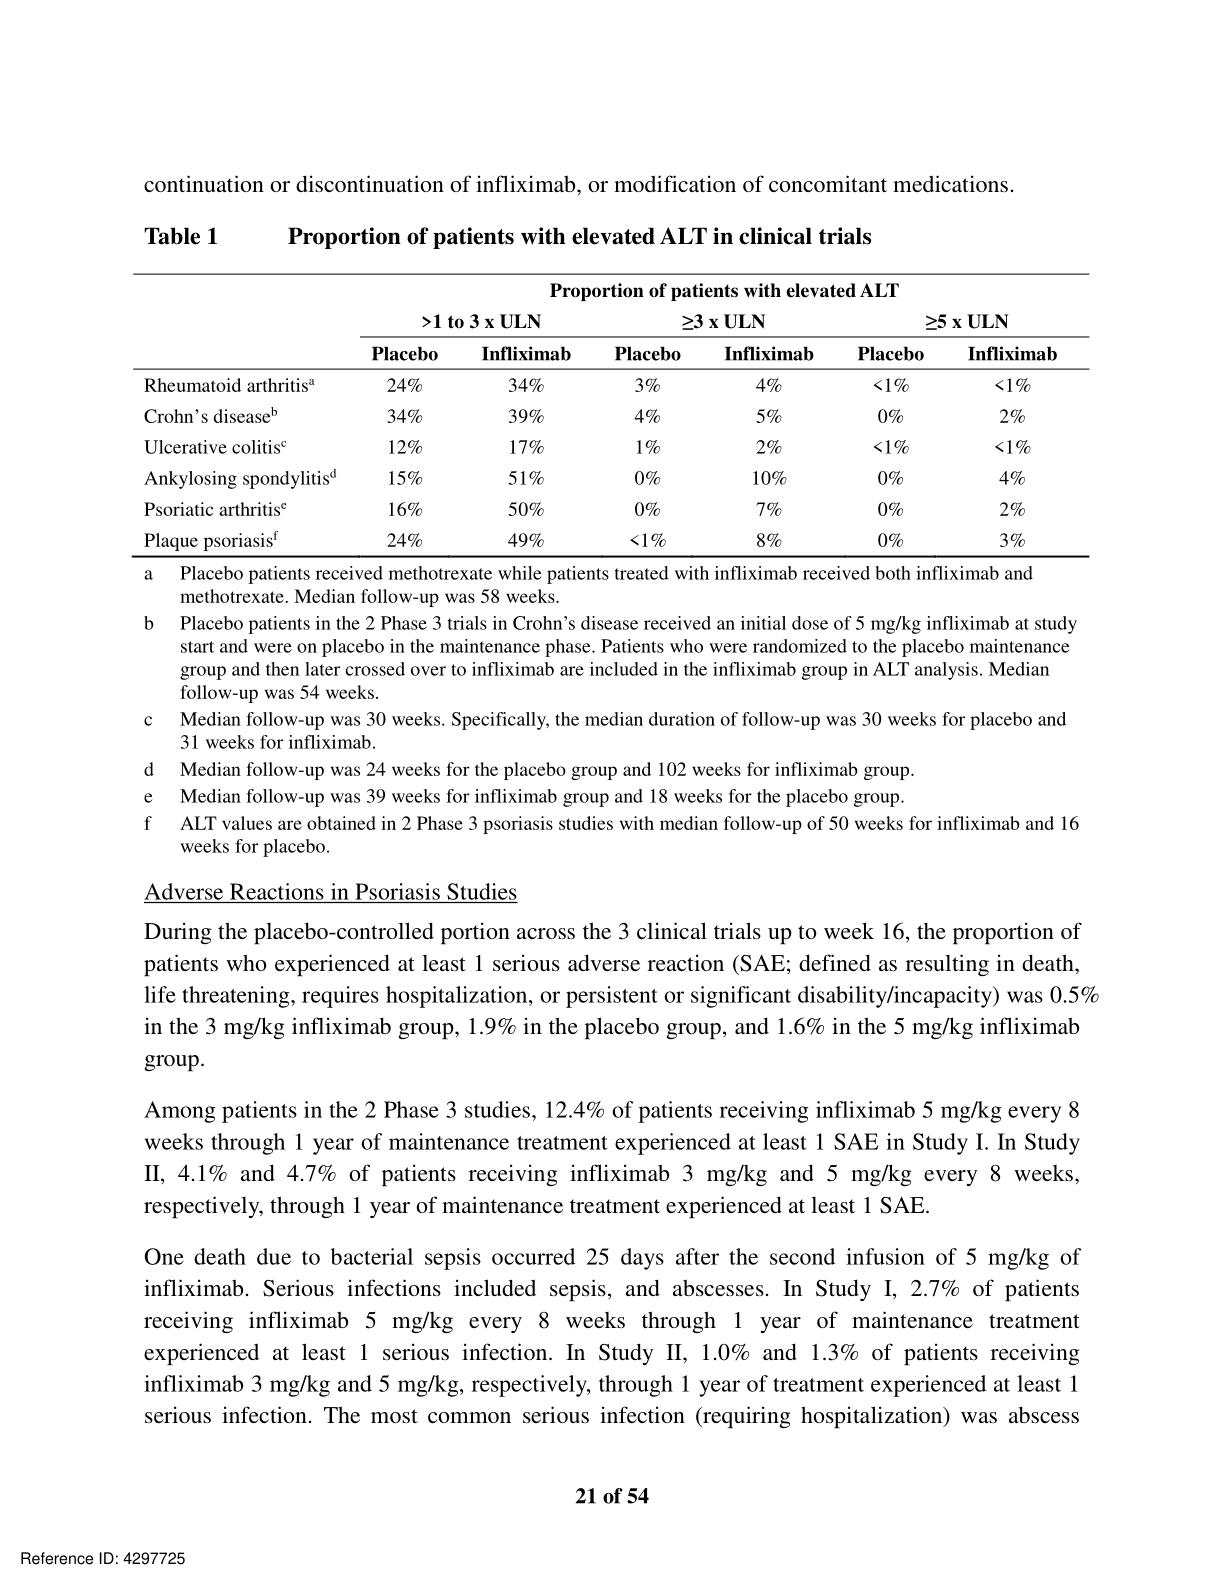 continuation or discontinuation of infliximab, or modification of concomitant medications.
Table 1 Proportion of patients with elevated ALT in clinical trials
Proportion of patients with elevated ALT
>1 to 3 x ULN ≥3 x ULN ≥5 x ULN
Placebo Infliximab Placebo Infliximab Placebo Infliximab
Rheumatoid arthritisᵃ 24% 34% 3% 4% <1% <1%
Crohn’s diseaseᵇ 34% 39% 4% 5% 0% 2%
Ulcerative colitisᶜ 12% 17% 1% 2% <1% <1%
Ankylosing spondylitisᵈ 15% 51% 0% 10% 0% 4%
Psoriatic arthritisᵉ 16% 50% 0% 7% 0% 2%
Plaque psoriasisᶠ 24% 49% <1% 8% 0% 3%
a Placebo patients received methotrexate while patients treated with infliximab received both infliximab and
methotrexate. Median follow-up was 58 weeks.
b Placebo patients in the 2 Phase 3 trials in Crohn’s disease received an initial dose of 5 mg/kg infliximab at study
start and were on placebo in the maintenance phase. Patients who were randomized to the placebo maintenance
group and then later crossed over to infliximab are included in the infliximab group in ALT analysis. Median
follow-up was 54 weeks.
c Median follow-up was 30 weeks. Specifically, the median duration of follow-up was 30 weeks for placebo and
31 weeks for infliximab.
d Median follow-up was 24 weeks for the placebo group and 102 weeks for infliximab group.
e Median follow-up was 39 weeks for infliximab group and 18 weeks for the placebo group.
f ALT values are obtained in 2 Phase 3 psoriasis studies with median follow-up of 50 weeks for infliximab and 16
weeks for placebo.
Adverse Reactions in Psoriasis Studies
During the placebo-controlled portion across the 3 clinical trials up to week 16, the proportion of
patients who experienced at least 1 serious adverse reaction (SAE; defined as resulting in death,
life threatening, requires hospitalization, or persistent or significant disability/incapacity) was 0.5%
in the 3 mg/kg infliximab group, 1.9% in the placebo group, and 1.6% in the 5 mg/kg infliximab
group.
Among patients in the 2 Phase 3 studies, 12.4% of patients receiving infliximab 5 mg/kg every 8
weeks through 1 year of maintenance treatment experienced at least 1 SAE in Study I. In Study
II, 4.1% and 4.7% of patients receiving infliximab 3 mg/kg and 5 mg/kg every 8 weeks,
respectively, through 1 year of maintenance treatment experienced at least 1 SAE.
One death due to bacterial sepsis occurred 25 days after the second infusion of 5 mg/kg of
infliximab. Serious infections included sepsis, and abscesses. In Study I, 2.7% of patients
receiving infliximab 5 mg/kg every 8 weeks through 1 year of maintenance treatment
experienced at least 1 serious infection. In Study II, 1.0% and 1.3% of patients receiving
infliximab 3 mg/kg and 5 mg/kg, respectively, through 1 year of treatment experienced at least 1
serious infection. The most common serious infection (requiring hospitalization) was abscess
21 of 54
Reference ID: 4297725